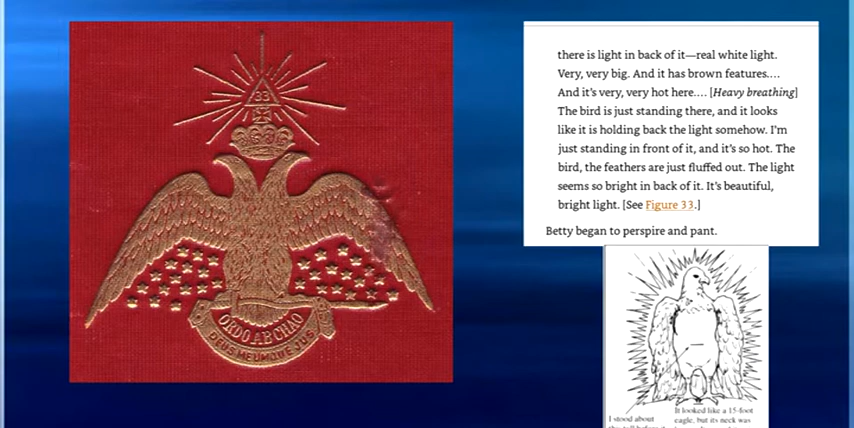 33
ORDO AB CHAO
DEUS MEUMQUE JUS
there is light in back of it—real white light.
Very, very big. And it has brown features....
And it's very, very hot here.... [Heavy breathing]
The bird is just standing there, and it looks
like it is holding back the light somehow. I'm
just standing in front of it, and it's so hot. The
bird, the feathers are just fluffed out. The light
seems so bright in back of it. It's beautiful,
bright light. [See Figure 33.]
Betty began to perspire and pant.
I stood about
It looked like a 15-foot
eagle, but its neck was